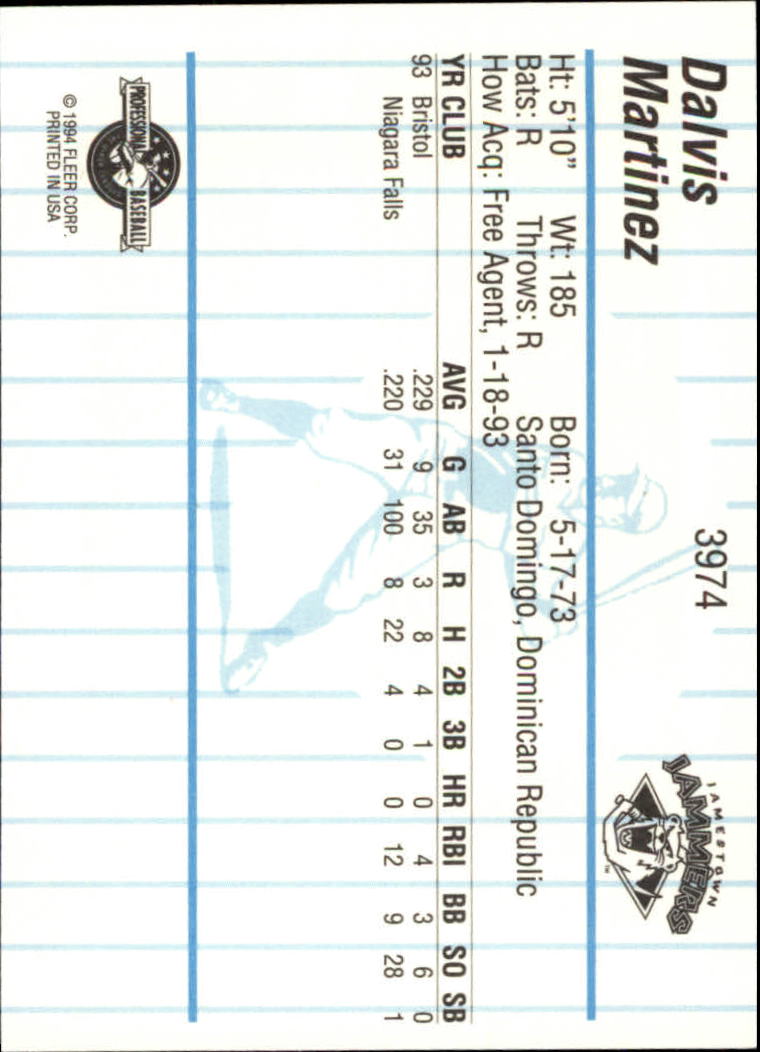 Dalvis
Martinez
3974
JAMESTOWN
JAMMERS
TM
Ht: 5'10" Wt: 185 Born: 5-17-73
Bats: R Throws: R Santo Domingo, Dominican Republic
How Acq: Free Agent, 1-18-93
YR CLUB AVG G AB R H 2B 3B HR RBI BB SO SB
93 Bristol .229 9 35 3 8 4 1 0 4 3 6 0
Niagara Falls .220 31 100 8 22 4 0 0 12 9 28 1
PROFESSIONAL BASEBALL
© 1994 FLEER CORP.
PRINTED IN USA